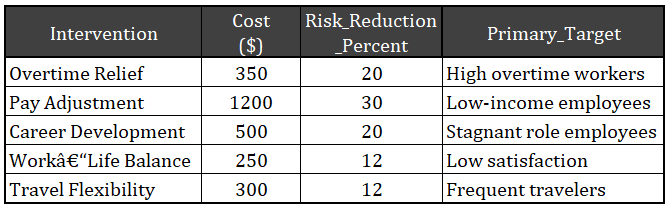 Intervention Cost ($) Risk_Reduction_Percent Primary_Target
Overtime Relief 350 20 High overtime workers
Pay Adjustment 1200 30 Low-income employees
Career Development 500 20 Stagnant role employees
Workâ€“Life Balance 250 12 Low satisfaction
Travel Flexibility 300 12 Frequent travelers